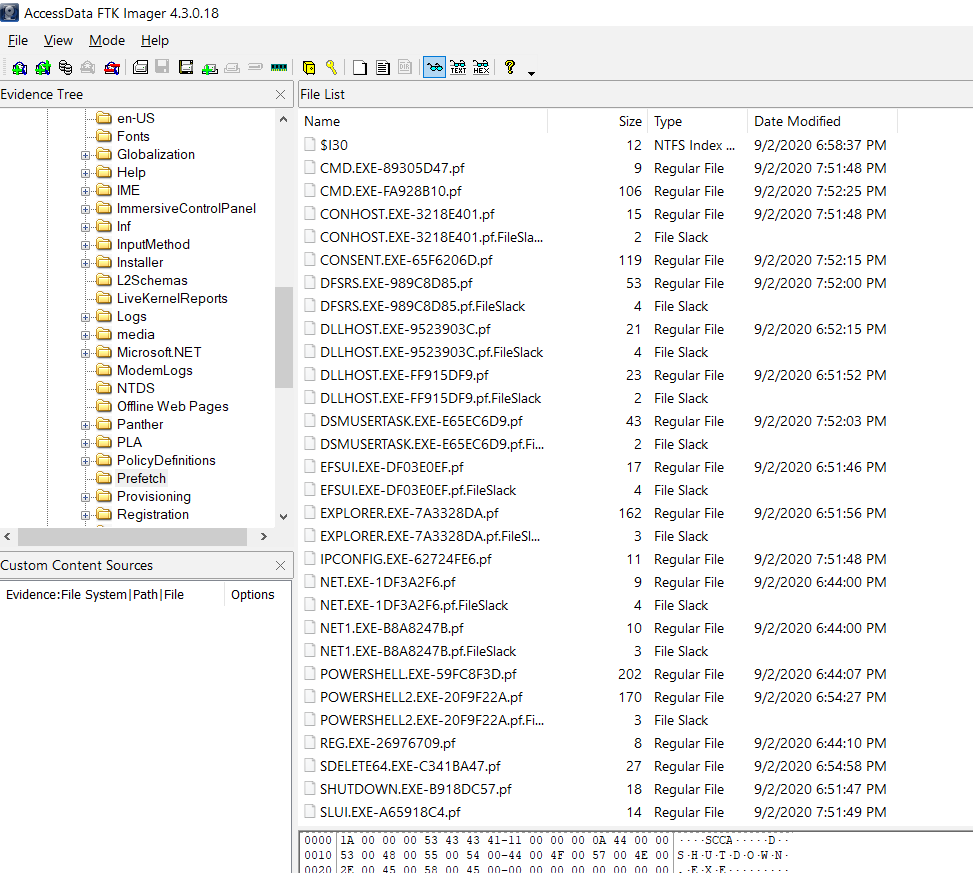 AccessData FTK Imager 4.3.0.18
File View Mode Help
Evidence Tree
en-US
Fonts
Globalization
Help
IME
ImmersiveControlPanel
Inf
InputMethod
Installer
L2Schemas
LiveKernelReports
Logs
media
Microsoft.NET
ModemLogs
NTDS
Offline Web Pages
Panther
PLA
PolicyDefinitions
Prefetch
Provisioning
Registration
Custom Content Sources
Evidence:File System|Path|File Options
File List
Name Size Type Date Modified
$I30 12 NTFS Index ... 9/2/2020 6:58:37 PM
CMD.EXE-89305D47.pf 9 Regular File 9/2/2020 7:51:48 PM
CMD.EXE-FA928B10.pf 106 Regular File 9/2/2020 7:52:25 PM
CONHOST.EXE-3218E401.pf 15 Regular File 9/2/2020 7:51:48 PM
CONHOST.EXE-3218E401.pf.FileSla... 2 File Slack
CONSENT.EXE-65F6206D.pf 119 Regular File 9/2/2020 7:52:15 PM
DFSRS.EXE-989C8D85.pf 53 Regular File 9/2/2020 7:52:00 PM
DFSRS.EXE-989C8D85.pf.FileSlack 4 File Slack
DLLHOST.EXE-9523903C.pf 21 Regular File 9/2/2020 6:52:15 PM
DLLHOST.EXE-9523903C.pf.FileSlack 4 File Slack
DLLHOST.EXE-FF915DF9.pf 23 Regular File 9/2/2020 6:51:52 PM
DLLHOST.EXE-FF915DF9.pf.FileSlack 2 File Slack
DSMUSERTASK.EXE-E65EC6D9.pf 43 Regular File 9/2/2020 7:52:03 PM
DSMUSERTASK.EXE-E65EC6D9.pf.Fi... 2 File Slack
EFSUI.EXE-DF03E0EF.pf 17 Regular File 9/2/2020 6:51:46 PM
EFSUI.EXE-DF03E0EF.pf.FileSlack 4 File Slack
EXPLORER.EXE-7A3328DA.pf 162 Regular File 9/2/2020 6:51:56 PM
EXPLORER.EXE-7A3328DA.pf.FileSl... 3 File Slack
IPCONFIG.EXE-62724FE6.pf 11 Regular File 9/2/2020 7:51:48 PM
NET.EXE-1DF3A2F6.pf 9 Regular File 9/2/2020 6:44:00 PM
NET.EXE-1DF3A2F6.pf.FileSlack 4 File Slack
NET1.EXE-B8A8247B.pf 10 Regular File 9/2/2020 6:44:00 PM
NET1.EXE-B8A8247B.pf.FileSlack 3 File Slack
POWERSHELL.EXE-59FC8F3D.pf 202 Regular File 9/2/2020 6:44:07 PM
POWERSHELL2.EXE-20F9F22A.pf 170 Regular File 9/2/2020 6:54:27 PM
POWERSHELL2.EXE-20F9F22A.pf.Fi... 3 File Slack
REG.EXE-26976709.pf 8 Regular File 9/2/2020 6:44:10 PM
SDELETE64.EXE-C341BA47.pf 27 Regular File 9/2/2020 6:54:58 PM
SHUTDOWN.EXE-B918DC57.pf 18 Regular File 9/2/2020 6:51:47 PM
SLUI.EXE-A65918C4.pf 14 Regular File 9/2/2020 7:51:49 PM
0000 1A 00 00 00 53 43 43 41-11 00 00 00 0A 44 00 00 ····SCCA·····D··
0010 53 00 48 00 55 00 54 00-44 00 4F 00 57 00 4E 00 S·H·U·T·D·O·W·N·
0020 2E 00 45 00 58 00 45 00-00 00 00 00 00 00 00 00 .·E·X·E·········